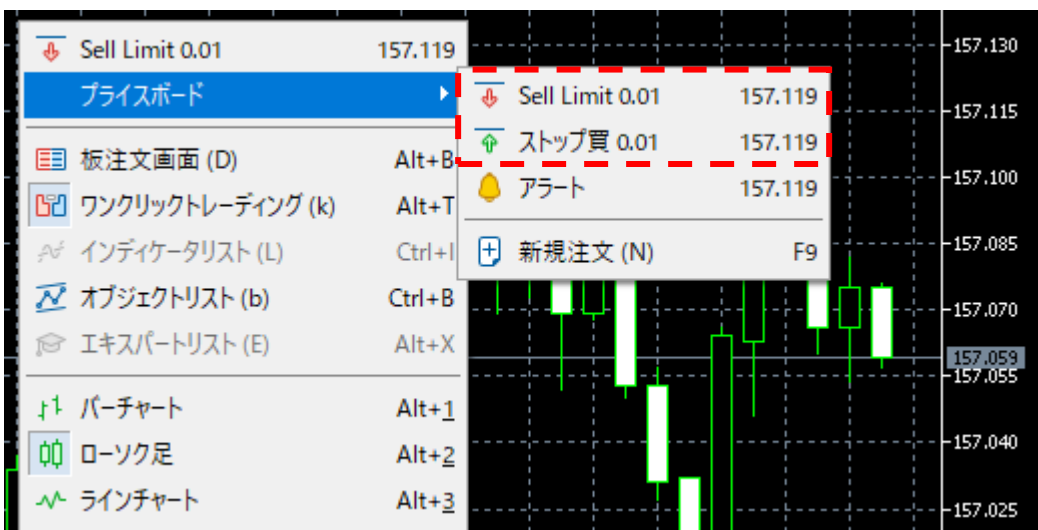 Sell Limit 0.01 157.119
プライスボード
板注文画面 (D) Alt+B
ワンクリックトレーディング (k) Alt+T
インディケータリスト (L) Ctrl+I
オブジェクトリスト (b) Ctrl+B
エキスパートリスト (E) Alt+X
バーチャート Alt+1
ローソク足 Alt+2
ラインチャート Alt+3
Sell Limit 0.01 157.119
ストップ買 0.01 157.119
アラート 157.119
新規注文 (N) F9
157.130
157.115
157.100
157.085
157.070
157.059
157.055
157.040
157.025